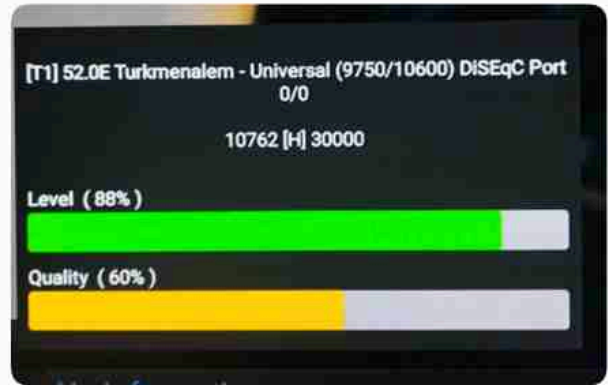 [T1] 52.0E Turkmenalem - Universal (9750/10600) DiSEqC Port
0/0
10762 [H] 30000
Level ( 88% )
Quality ( 60% )